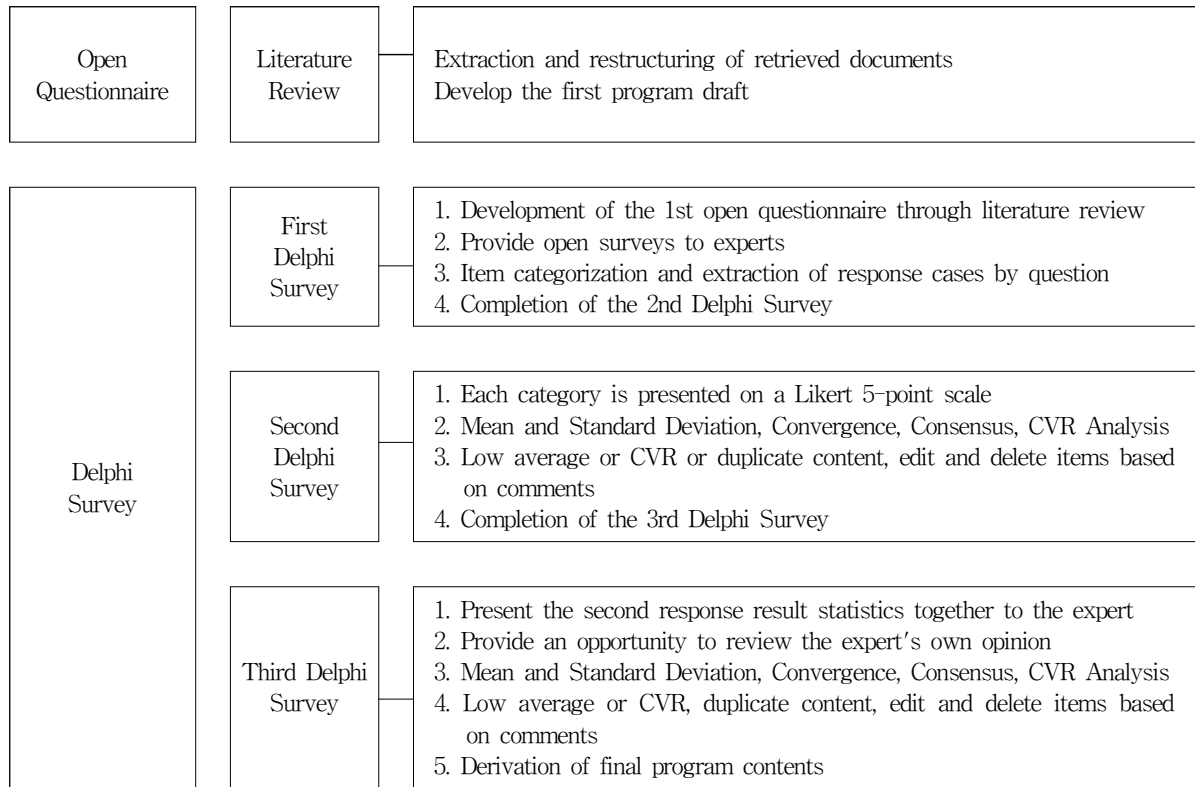 Open
Questionnaire
Literature
Review
Extraction and restructuring of retrieved documents
Develop the first program draft
Delphi
Survey
First
Delphi
Survey
1. Development of the 1st open questionnaire through literature review
2. Provide open surveys to experts
3. Item categorization and extraction of response cases by question
4. Completion of the 2nd Delphi Survey
Second
Delphi
Survey
1. Each category is presented on a Likert 5-point scale
2. Mean and Standard Deviation, Convergence, Consensus, CVR Analysis
3. Low average or CVR or duplicate content, edit and delete items based
on comments
4. Completion of the 3rd Delphi Survey
Third Delphi
Survey
1. Present the second response result statistics together to the expert
2. Provide an opportunity to review the expert's own opinion
3. Mean and Standard Deviation, Convergence, Consensus, CVR Analysis
4. Low average or CVR, duplicate content, edit and delete items based
on comments
5. Derivation of final program contents